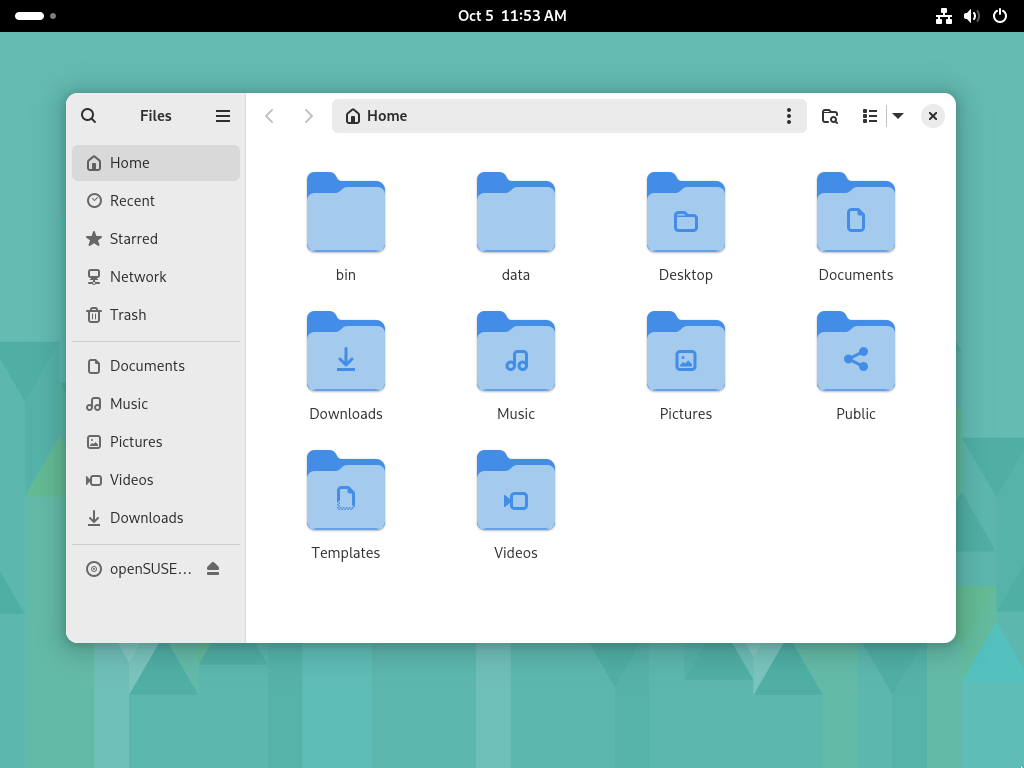 Oct 5 11:53 AM
Files
Home
Home
Recent
Starred
Network
Trash
Documents
Music
Pictures
Videos
Downloads
openSUSE…
bin
data
Desktop
Documents
Downloads
Music
Pictures
Public
Templates
Videos